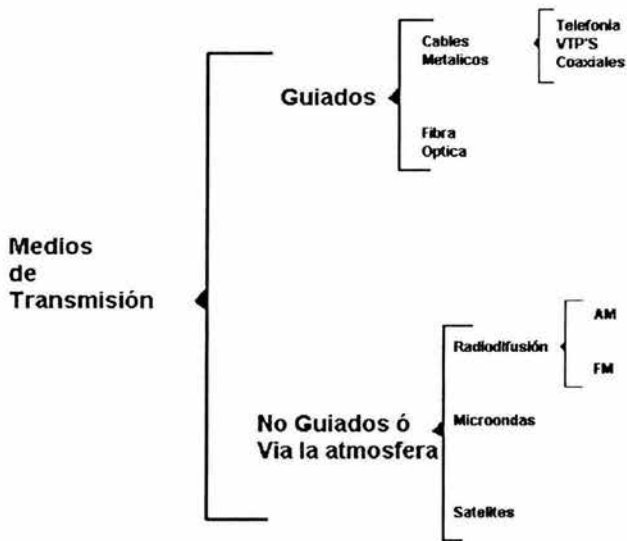 Medios
de
Transmisión
Guiados
Cables
Metalicos
Telefonia
VTP'S
Coaxiales
Fibra
Optica
No Guiados ó
Via la atmosfera
Radiodifusión
AM
FM
Microondas
Satelites